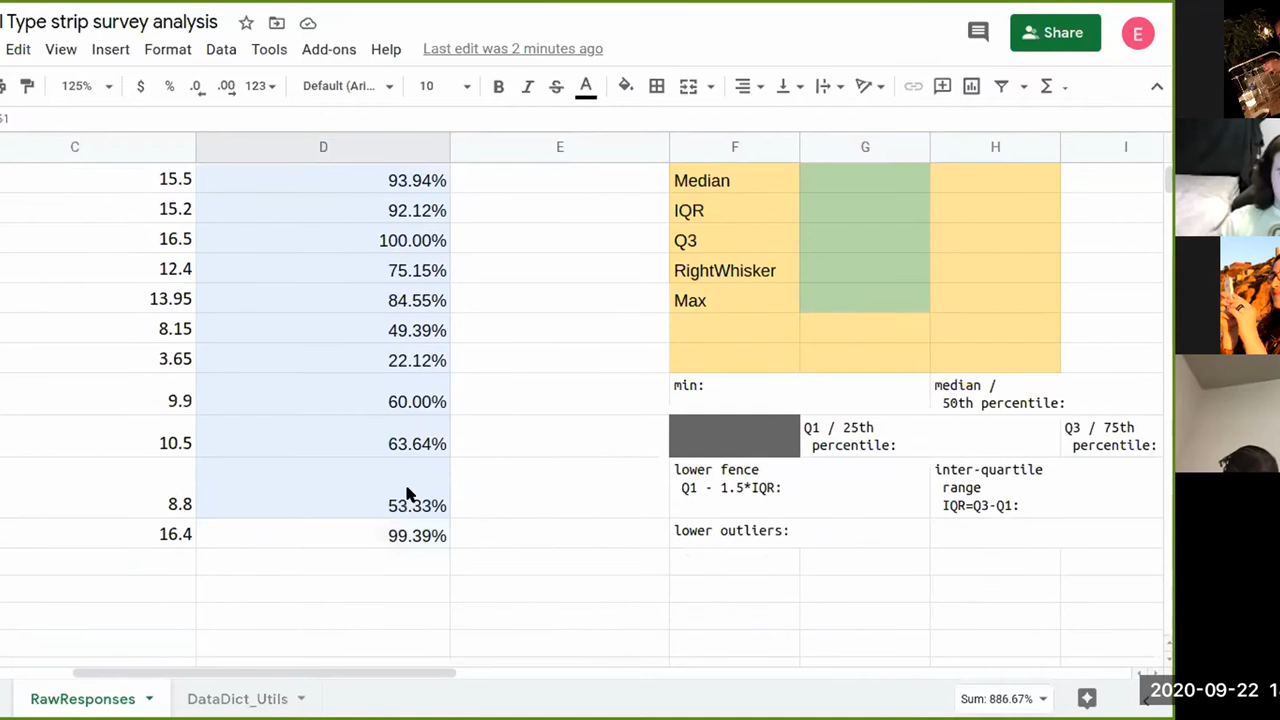 l Type strip survey analysis
Edit View Insert Format Data Tools Add-ons Help Last edit was 2 minutes ago
Share
E
125% $ % .0 .00 123 Default (Ari... 10 B I S A
C D E F G H I
15.5 93.94% Median
15.2 92.12% IQR
16.5 100.00% Q3
12.4 75.15% RightWhisker
13.95 84.55% Max
8.15 49.39%
3.65 22.12%
min: median /
50th percentile:
9.9 60.00%
Q1 / 25th Q3 / 75th
percentile: percentile:
10.5 63.64%
lower fence inter-quartile
Q1 - 1.5*IQR: range
IQR=Q3-Q1:
8.8 53.33%
lower outliers:
16.4 99.39%
RawResponses DataDict_Utils Sum: 886.67%
2020-09-22 1